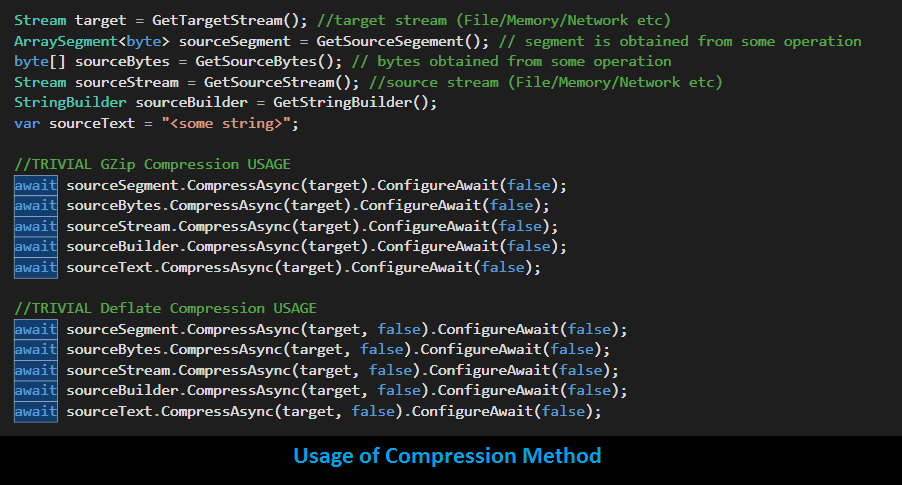 Stream target = GetTargetStream(); //target stream (File/Memory/Network etc)
ArraySegment<byte> sourceSegment = GetSourceSegement(); // segment is obtained from some operation
byte[] sourceBytes = GetSourceBytes(); // bytes obtained from some operation
Stream sourceStream = GetSourceStream(); //source stream (File/Memory/Network etc)
StringBuilder sourceBuilder = GetStringBuilder();
var sourceText = "<some string>";

//TRIVIAL GZip Compression USAGE
await sourceSegment.CompressAsync(target).ConfigureAwait(false);
await sourceBytes.CompressAsync(target).ConfigureAwait(false);
await sourceStream.CompressAsync(target).ConfigureAwait(false);
await sourceBuilder.CompressAsync(target).ConfigureAwait(false);
await sourceText.CompressAsync(target).ConfigureAwait(false);

//TRIVIAL Deflate Compression USAGE
await sourceSegment.CompressAsync(target, false).ConfigureAwait(false);
await sourceBytes.CompressAsync(target, false).ConfigureAwait(false);
await sourceStream.CompressAsync(target, false).ConfigureAwait(false);
await sourceBuilder.CompressAsync(target, false).ConfigureAwait(false);
await sourceText.CompressAsync(target, false).ConfigureAwait(false);

Usage of Compression Method